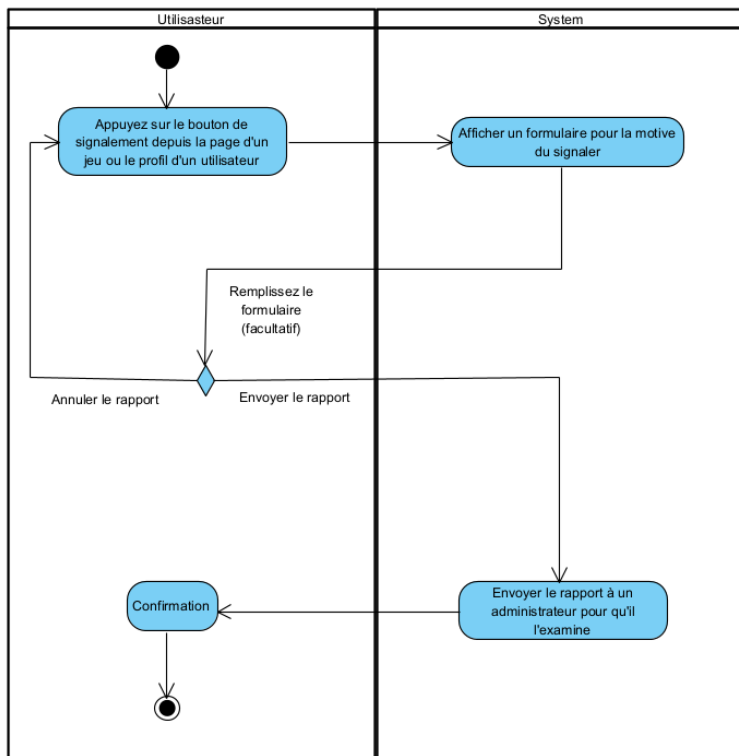 Utilisasteur
System
Appuyez sur le bouton de
signalement depuis la page d'un
jeu ou le profil d'un utilisateur
Afficher un formulaire pour la motive
du signaler
Remplissez le
formulaire
(facultatif)
Annuler le rapport
Envoyer le rapport
Confirmation
Envoyer le rapport à un
administrateur pour qu'il
l'examine